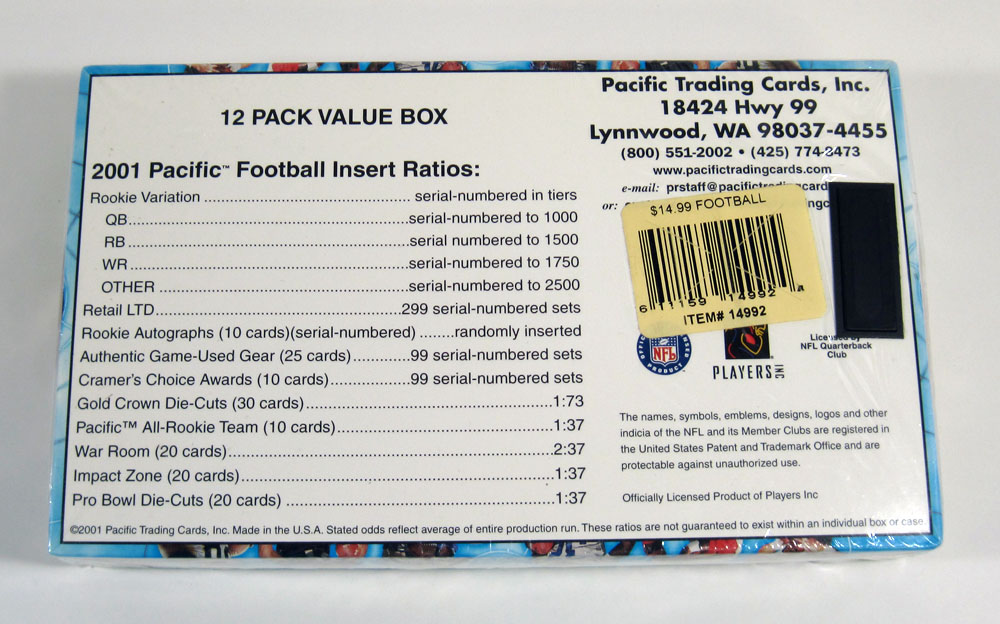 12 PACK VALUE BOX
2001 Pacific™ Football Insert Ratios:
Rookie Variation ........................................ serial-numbered in tiers
QB........................................................serial-numbered to 1000
RB........................................................serial numbered to 1500
WR........................................................serial-numbered to 1750
OTHER ..................................................serial-numbered to 2500
Retail LTD..................................................299 serial-numbered sets
Rookie Autographs (10 cards)(serial-numbered) ........randomly inserted
Authentic Game-Used Gear (25 cards)............99 serial-numbered sets
Cramer's Choice Awards (10 cards).................99 serial-numbered sets
Gold Crown Die-Cuts (30 cards)....................................................1:73
Pacific™ All-Rookie Team (10 cards)..............................................1:37
War Room (20 cards)....................................................................2:37
Impact Zone (20 cards).................................................................1:37
Pro Bowl Die-Cuts (20 cards) ........................................................1:37
Pacific Trading Cards, Inc.
18424 Hwy 99
Lynnwood, WA 98037-4455
(800) 551-2002 • (425) 774-8473
www.pacifictradingcards.com
e-mail: prstaff@pacifictradingcard
or:
$14.99 FOOTBALL
6 11159 14992
ITEM# 14992
NFL
PRODUCT
PLAYERS INC
Licensed by
NFL Quarterback
Club
The names, symbols, emblems, designs, logos and other
indicia of the NFL and its Member Clubs are registered in
the United States Patent and Trademark Office and are
protectable against unauthorized use.
Officially Licensed Product of Players Inc
©2001 Pacific Trading Cards, Inc. Made in the U.S.A. Stated odds reflect average of entire production run. These ratios are not guaranteed to exist within an individual box or case.